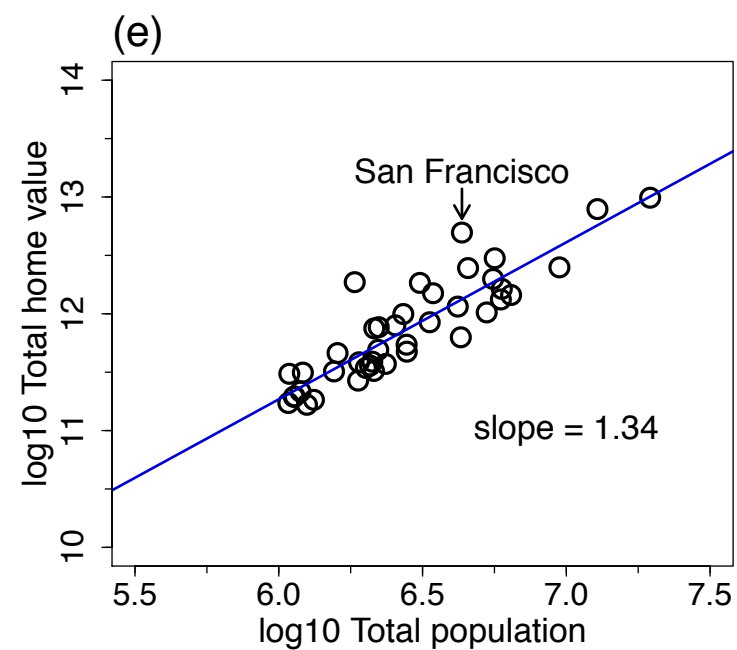 (e)
log10 Total home value
14
13
12
11
10
San Francisco
slope = 1.34
5.5 6.0 6.5 7.0 7.5
log10 Total population